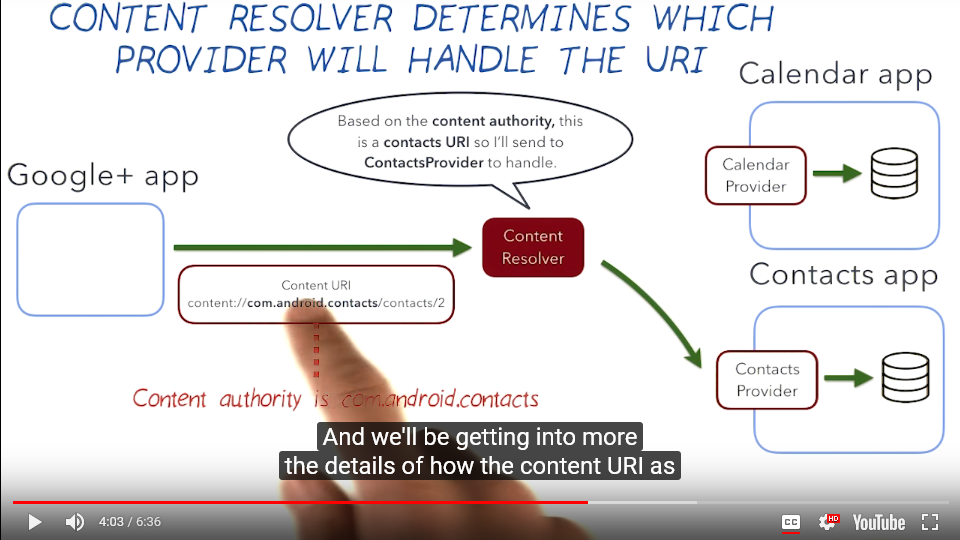 CONTENT RESOLVER DETERMINES WHICH
PROVIDER WILL HANDLE THE URI
Calendar app
Based on the content authority, this
is a contacts URI so I'll send to
ContactsProvider to handle.
Calendar
Provider
Google+ app
Content
Resolver
Contacts app
Content URI
content://com.android.contacts/contacts/2
Contacts
Provider
Content authority is com.android.contacts
And we'll be getting into more
the details of how the content URI as
4:03 / 6:36
CC
HD
YouTube